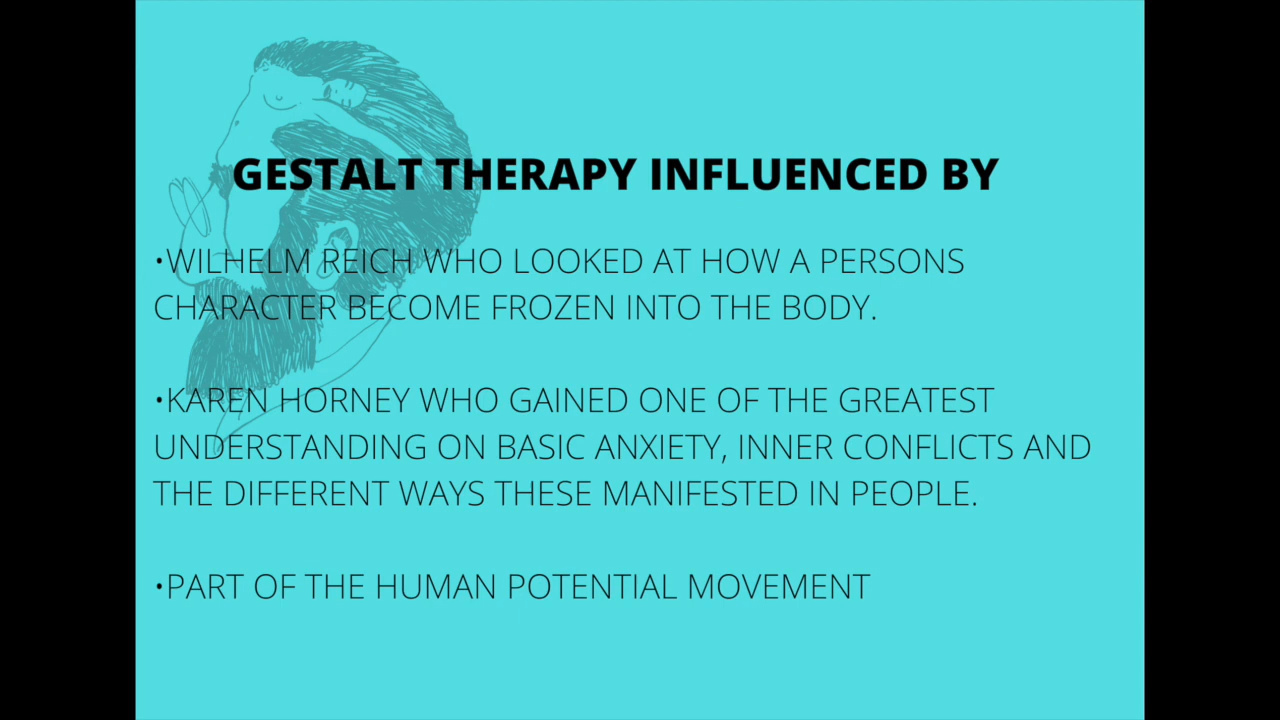 GESTALT THERAPY INFLUENCED BY
•WILHELM REICH WHO LOOKED AT HOW A PERSONS
CHARACTER BECOME FROZEN INTO THE BODY.
•KAREN HORNEY WHO GAINED ONE OF THE GREATEST
UNDERSTANDING ON BASIC ANXIETY, INNER CONFLICTS AND
THE DIFFERENT WAYS THESE MANIFESTED IN PEOPLE.
•PART OF THE HUMAN POTENTIAL MOVEMENT